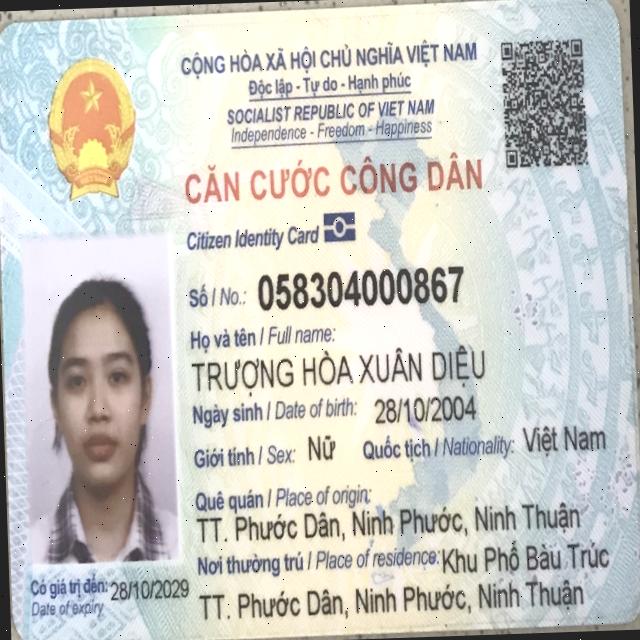 CỘNG HÒA XÃ HỘI CHỦ NGHĨA VIỆT NAM
Độc lập - Tự do - Hạnh phúc
SOCIALIST REPUBLIC OF VIET NAM
Independence - Freedom - Happiness
CĂN CƯỚC CÔNG DÂN
Citizen Identity Card
Số / No.: 058304000867
Họ và tên / Full name:
TRƯỢNG HÒA XUÂN DIỆU
Ngày sinh / Date of birth: 28/10/2004
Giới tính / Sex: Nữ Quốc tịch / Nationality: Việt Nam
Quê quán / Place of origin:
TT. Phước Dân, Ninh Phước, Ninh Thuận
Nơi thường trú / Place of residence: Khu Phố Bàu Trúc
TT. Phước Dân, Ninh Phước, Ninh Thuận
Có giá trị đến: 28/10/2029
Date of expiry